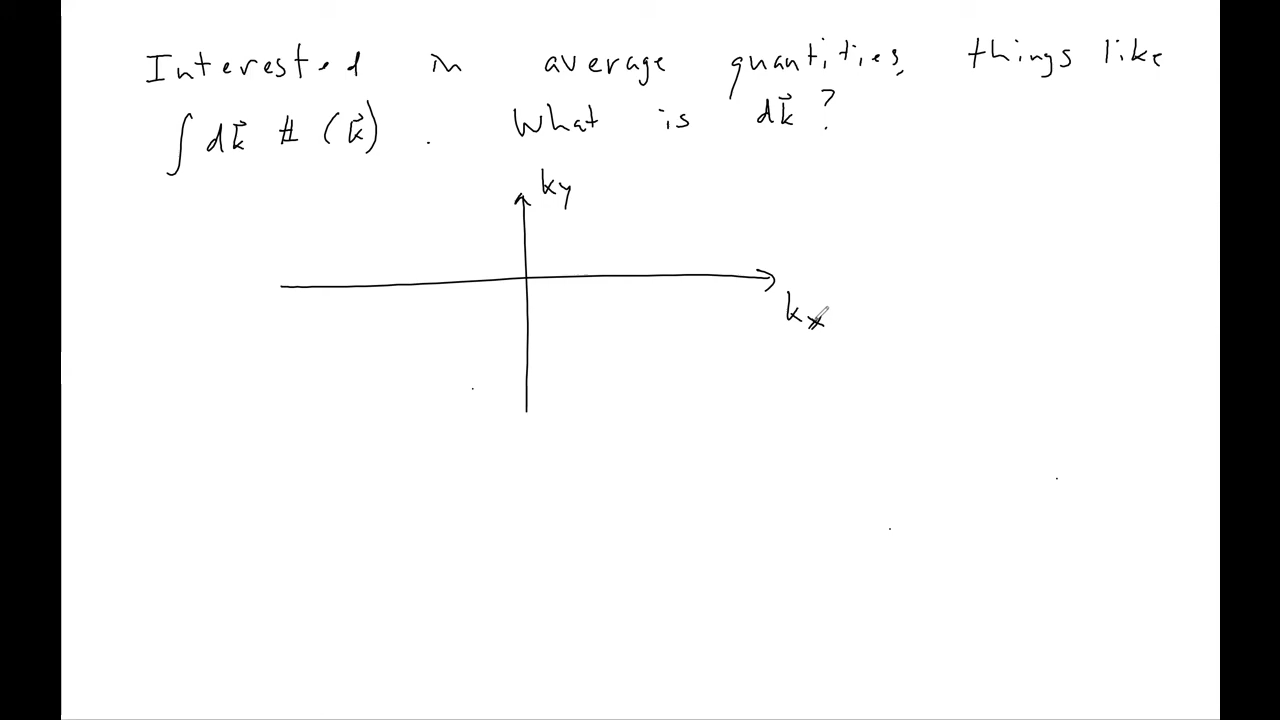 Interested in average quantities, things like
∫ dk⃗ # (k⃗) . What is dk⃗ ?
ky
kx